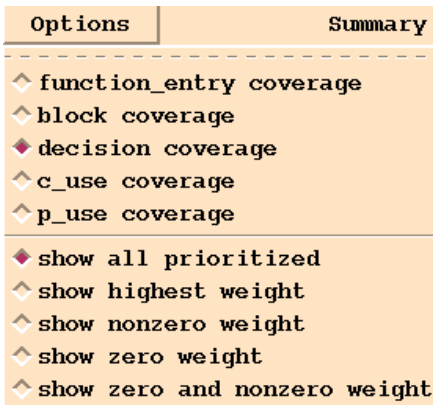 Options Summary
function_entry coverage
block coverage
decision coverage
c_use coverage
p_use coverage
show all prioritized
show highest weight
show nonzero weight
show zero weight
show zero and nonzero weight